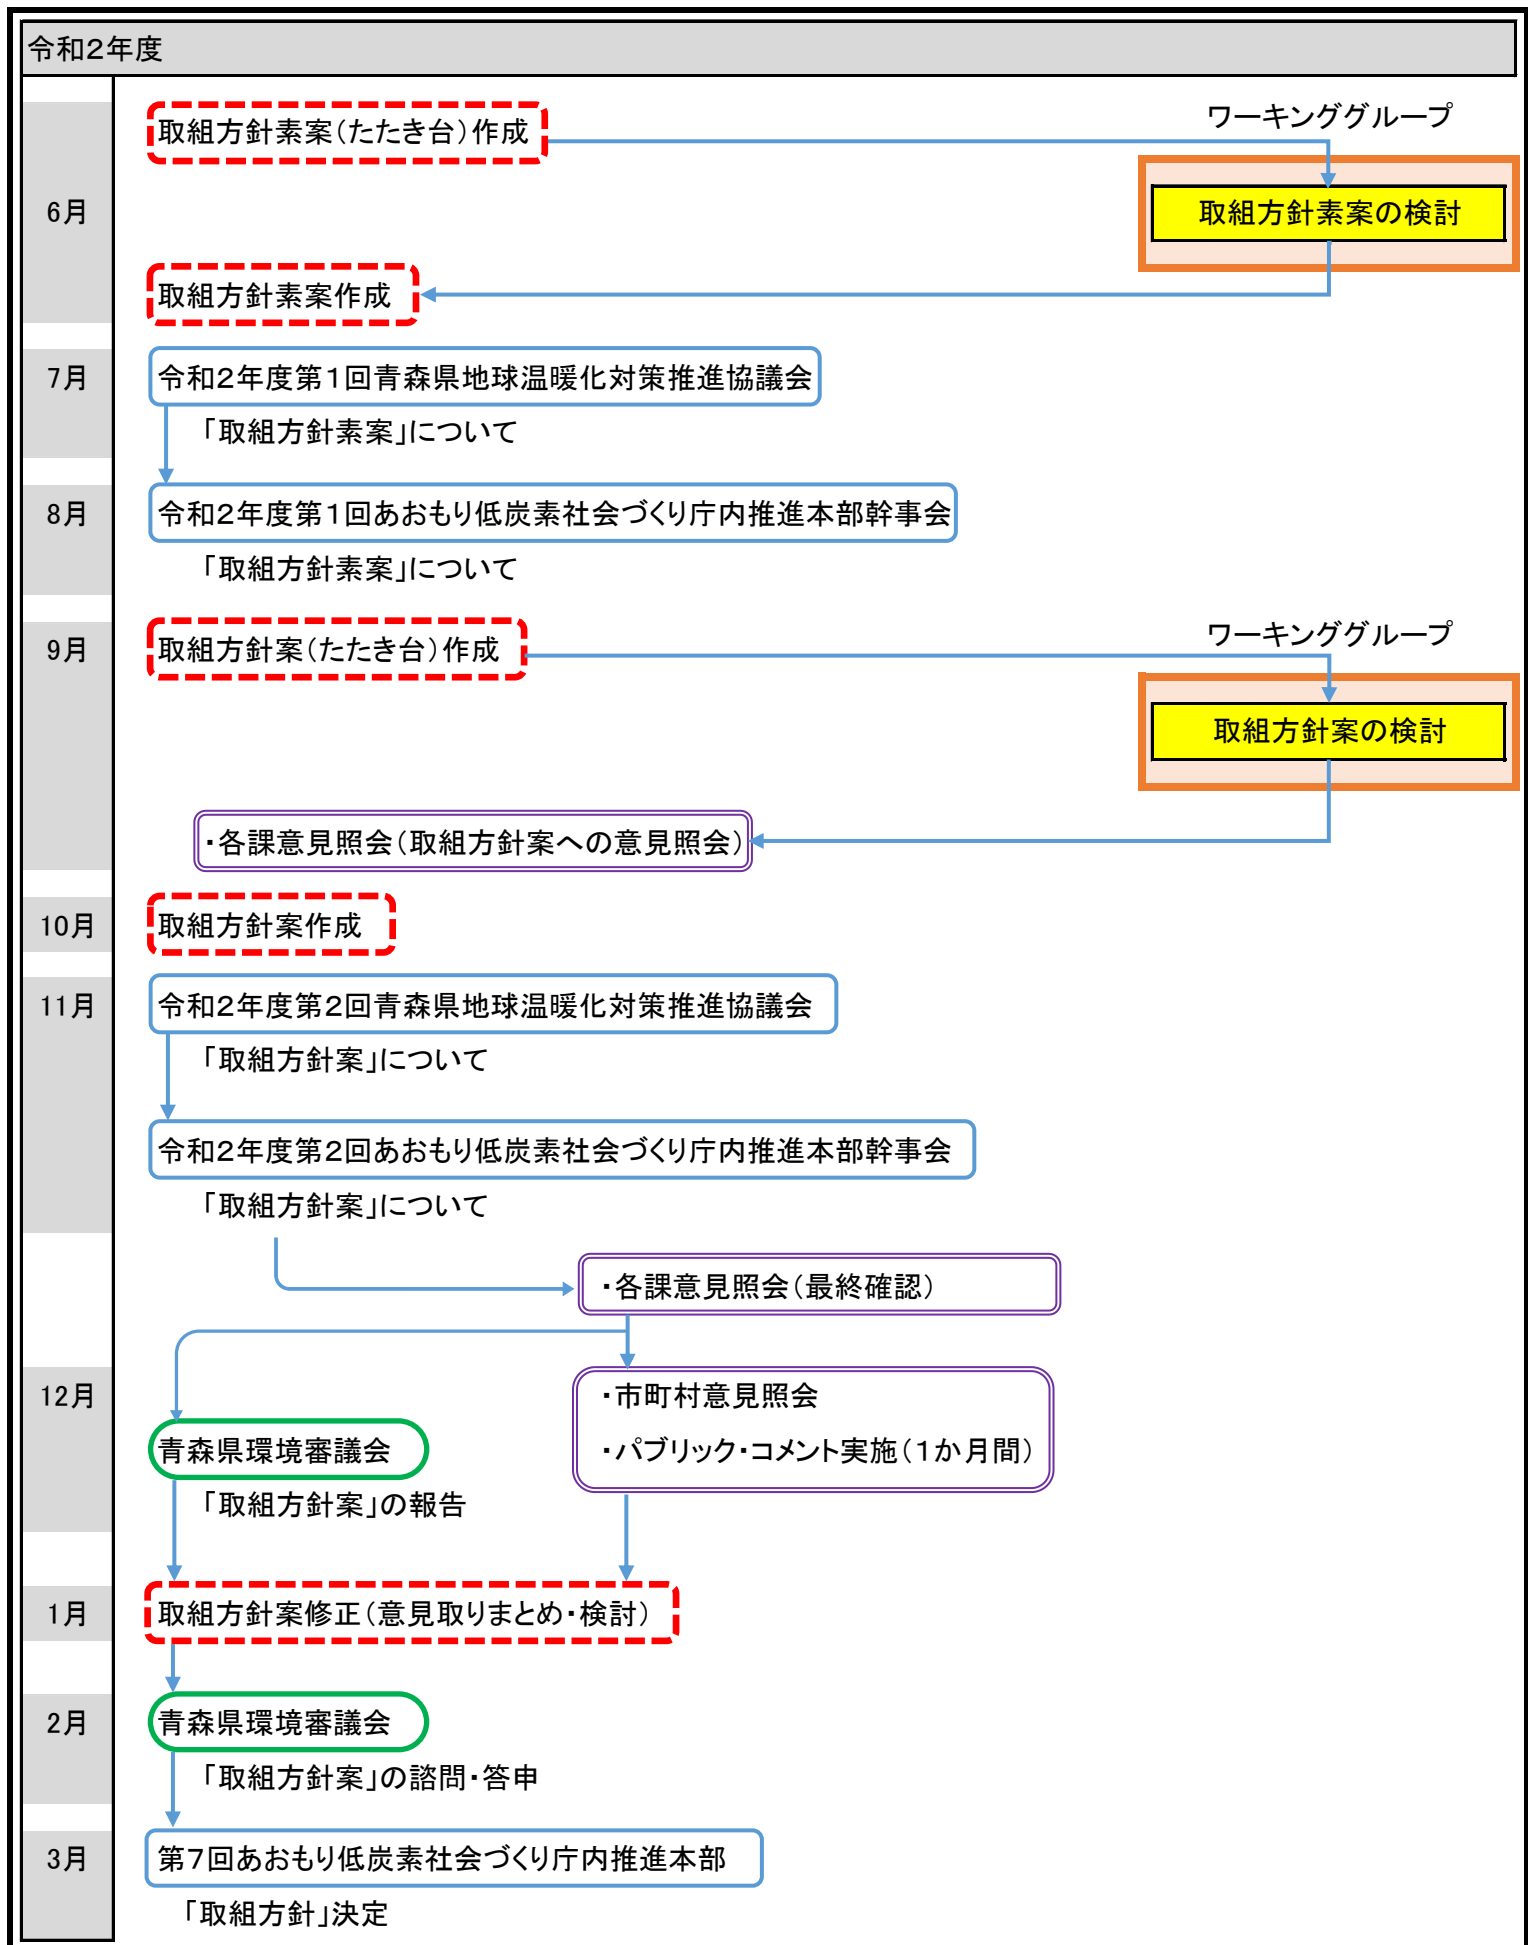 令和2年度
取組方針素案(たたき台)作成
ワーキンググループ
6月
取組方針素案の検討
取組方針素案作成
7月
令和2年度第1回青森県地球温暖化対策推進協議会
「取組方針素案」について
8月
令和2年度第1回あおもり低炭素社会づくり庁内推進本部幹事会
「取組方針素案」について
9月
取組方針案(たたき台)作成
ワーキンググループ
取組方針案の検討
・各課意見照会(取組方針案への意見照会)
10月
取組方針案作成
11月
令和2年度第2回青森県地球温暖化対策推進協議会
「取組方針案」について
令和2年度第2回あおもり低炭素社会づくり庁内推進本部幹事会
「取組方針案」について
・各課意見照会(最終確認)
12月
・市町村意見照会
・パブリック・コメント実施(1か月間)
青森県環境審議会
「取組方針案」の報告
1月
取組方針案修正(意見取りまとめ・検討)
2月
青森県環境審議会
「取組方針案」の諮問・答申
3月
第7回あおもり低炭素社会づくり庁内推進本部
「取組方針」決定